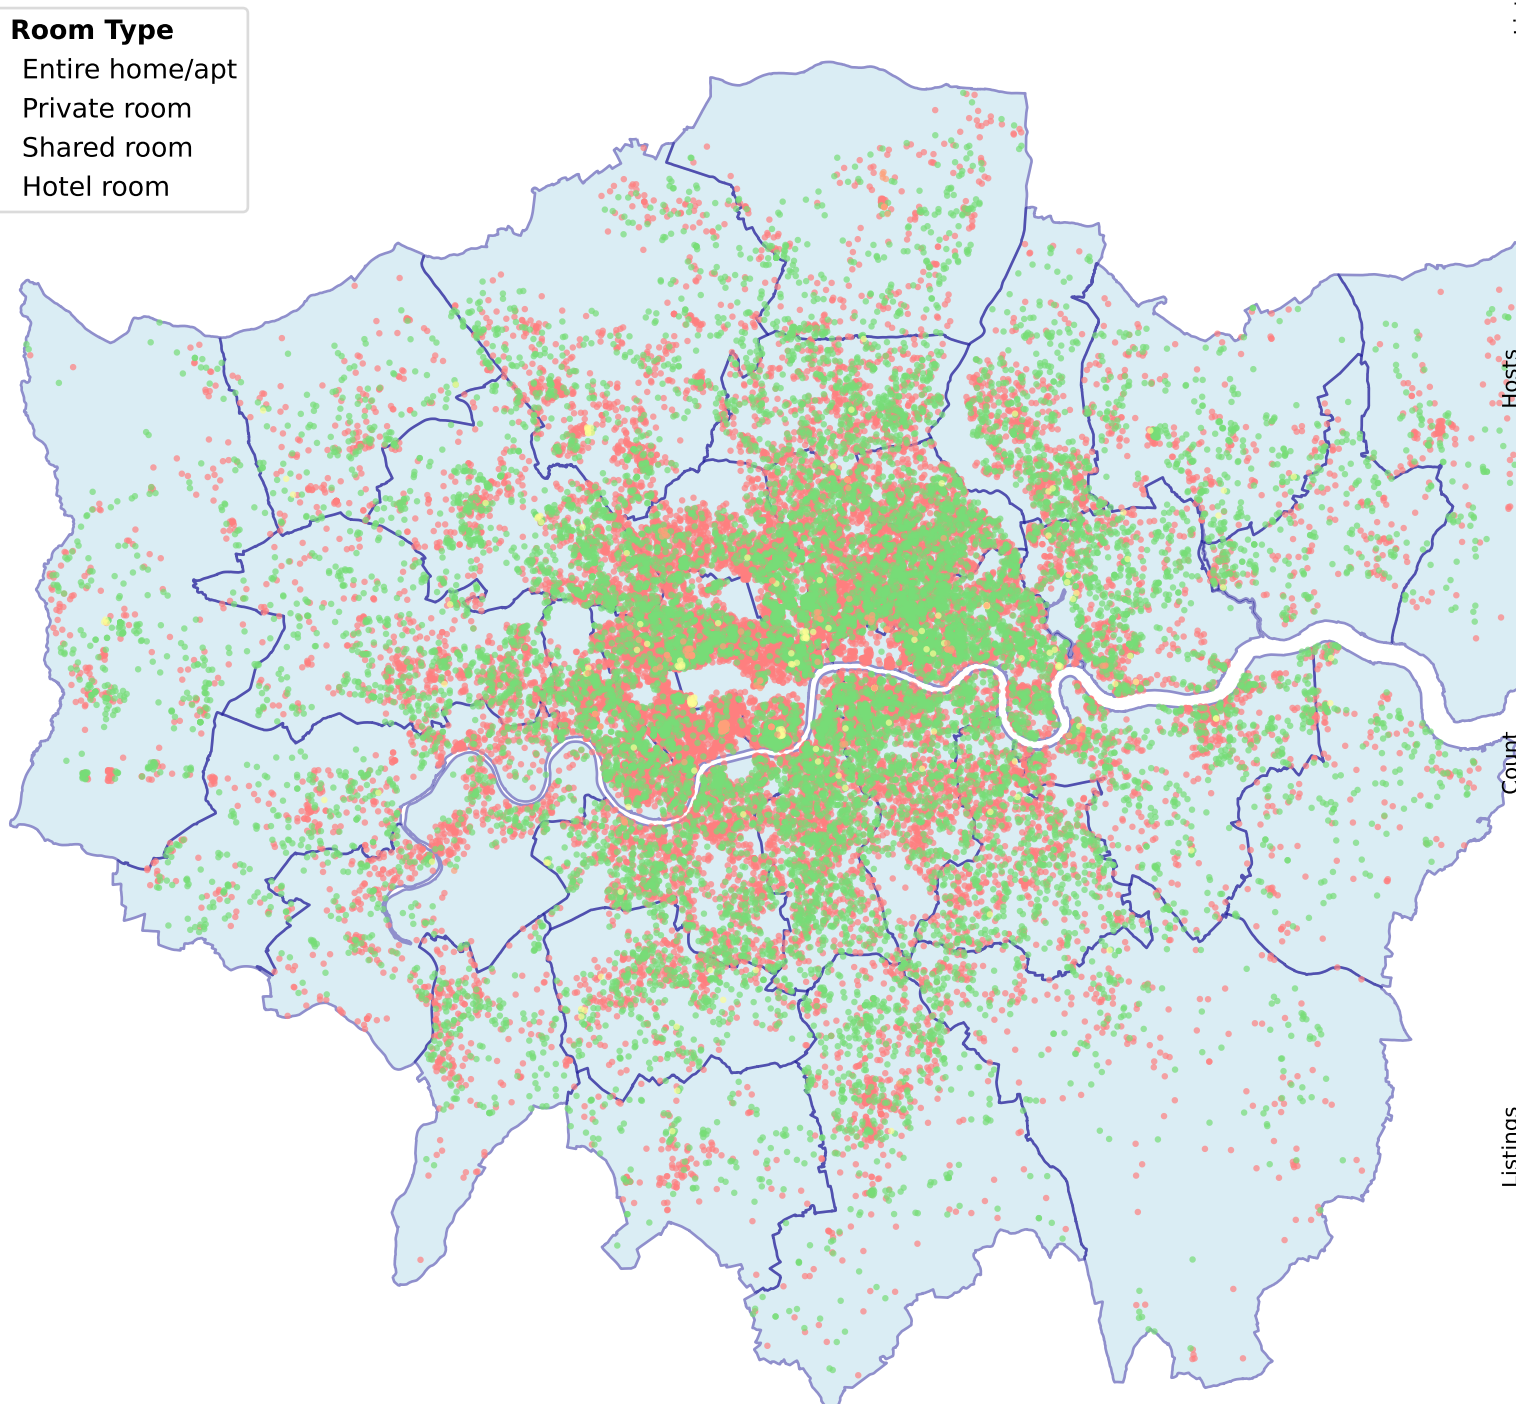 Room Type
Entire home/apt
Private room
Shared room
Hotel room
Hosts
Count
Listings